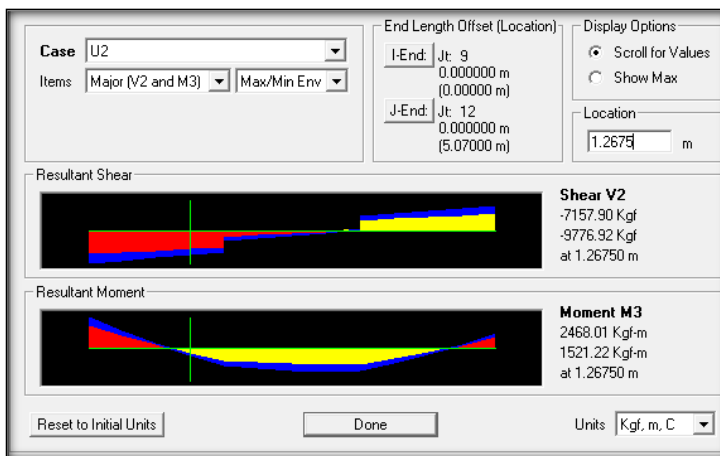 Case U2
Items Major (V2 and M3) Max/Min Env
End Length Offset (Location)
I-End: Jt: 9
0.000000 m
(0.00000 m)
J-End: Jt: 12
0.000000 m
(5.07000 m)
Display Options
Scroll for Values
Show Max
Location
1.2675 m
Resultant Shear
Shear V2
-7157.90 Kgf
-9776.92 Kgf
at 1.26750 m
Resultant Moment
Moment M3
2468.01 Kgf-m
1521.22 Kgf-m
at 1.26750 m
Reset to Initial Units
Done
Units Kgf, m, C